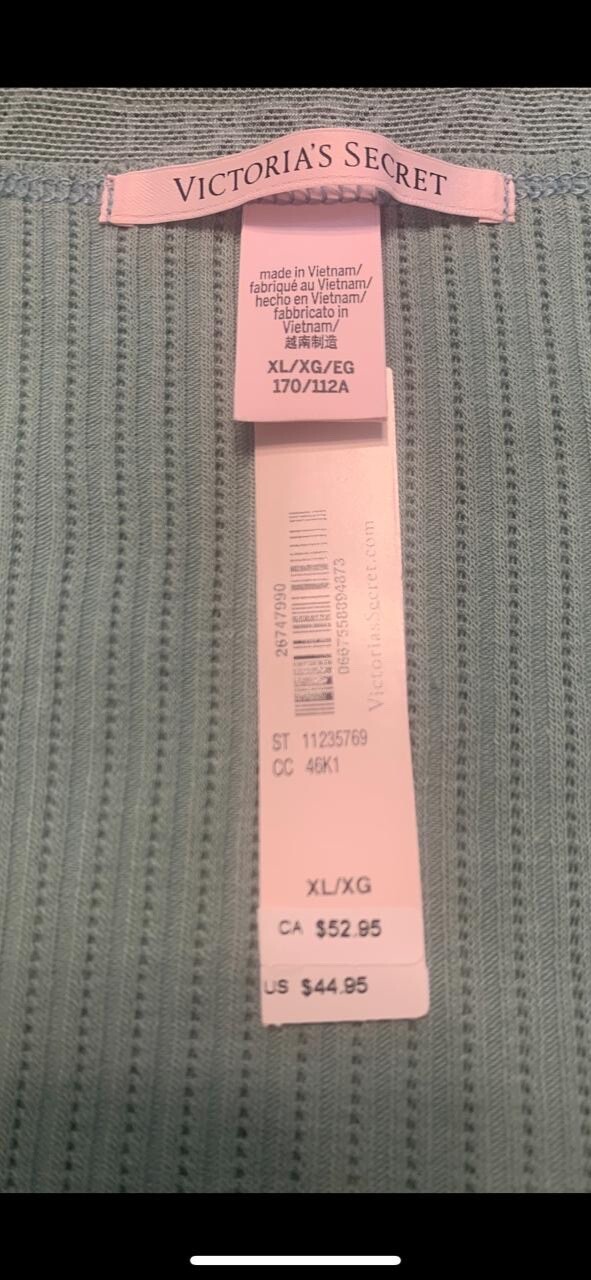 VICTORIA'S SECRET
made in Vietnam/
fabriqué au Vietnam/
hecho en Vietnam/
fabbricato in
Vietnam/
越南制造
XL/XG/EG
170/112A
26747990
0667558894873
VictoriasSecret.com
ST 11235769
CC 46K1
XL/XG
CA $52.95
US $44.95